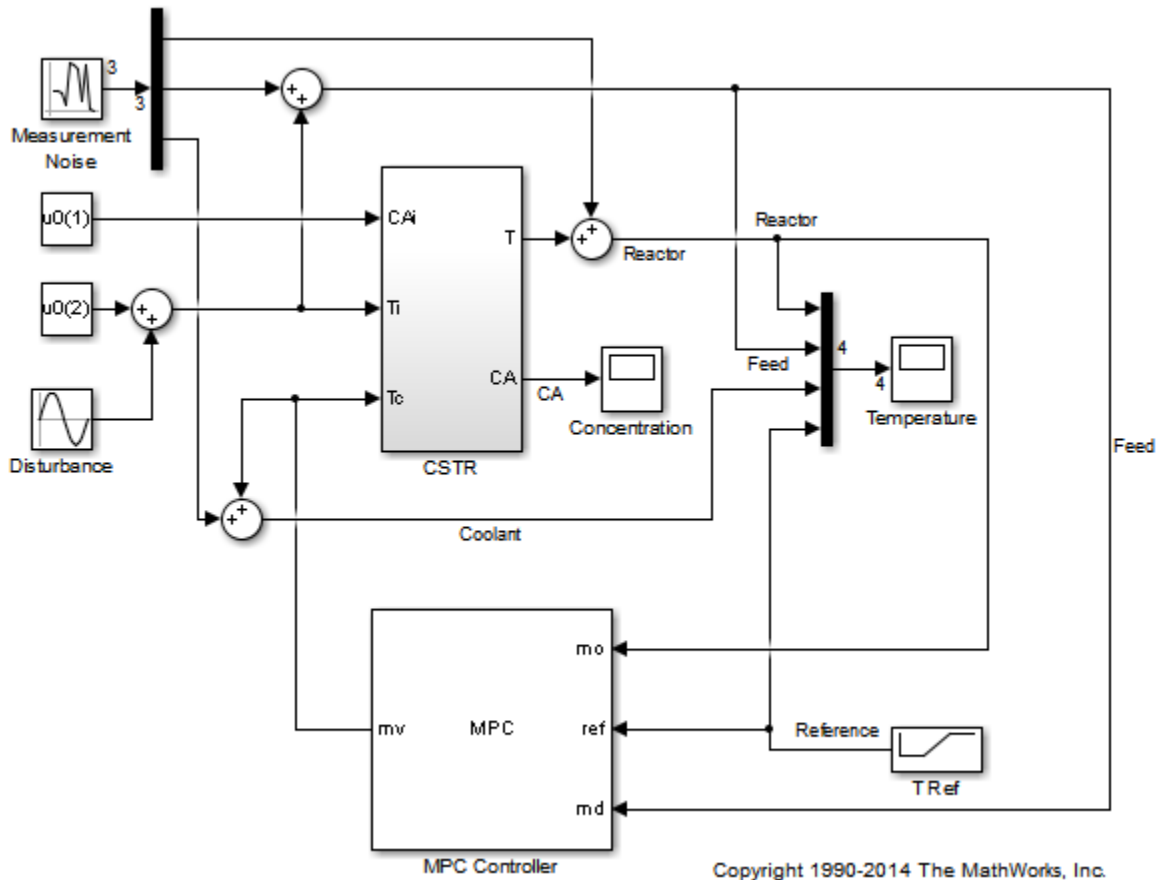 3
3
Measurement
Noise
+
+
u0(1)
CAi
T
+
+
Reactor
Reactor
u0(2)
+
+
Ti
4
Feed
4
CA
CA
Tc
Concentration
Temperature
Disturbance
CSTR
Feed
+
+
Coolant
mo
mv
MPC
ref
Reference
T Ref
md
MPC Controller
Copyright 1990-2014 The MathWorks, Inc.